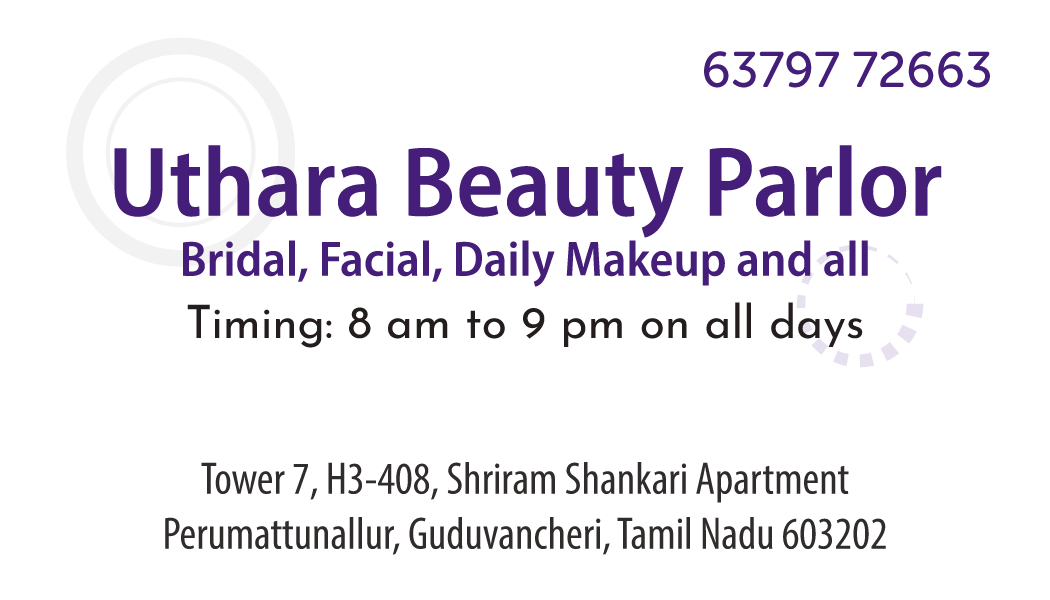 63797 72663
Uthara Beauty Parlor
Bridal, Facial, Daily Makeup and all
Timing: 8 am to 9 pm on all days
Tower 7, H3-408, Shriram Shankari Apartment
Perumattunallur, Guduvancheri, Tamil Nadu 603202